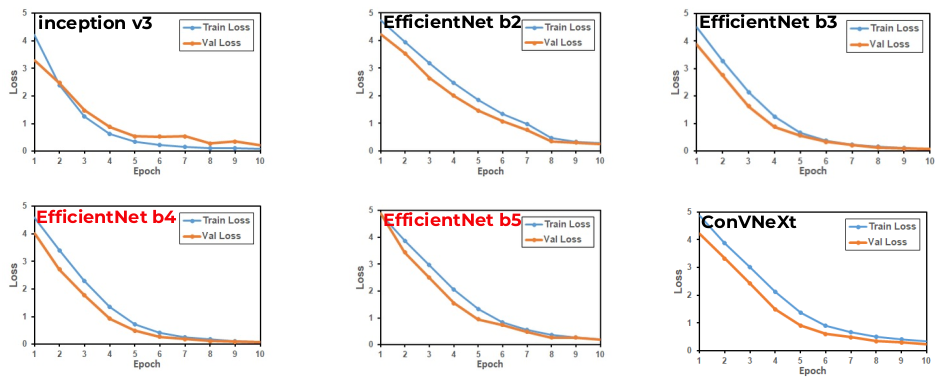 inception v3
Train Loss
Val Loss
Loss
5
4
3
2
1
0
1 2 3 4 5 6 7 8 9 10
Epoch
EfficientNet b2
Train Loss
Val Loss
Loss
5
4
3
2
1
0
1 2 3 4 5 6 7 8 9 10
Epoch
EfficientNet b3
Train Loss
Val Loss
Loss
5
4
3
2
1
0
1 2 3 4 5 6 7 8 9 10
Epoch
EfficientNet b4
Train Loss
Val Loss
Loss
5
4
3
2
1
0
1 2 3 4 5 6 7 8 9 10
Epoch
EfficientNet b5
Train Loss
Val Loss
Loss
5
4
3
2
1
0
1 2 3 4 5 6 7 8 9 10
Epoch
ConVNeXt
Train Loss
Val Loss
Loss
5
4
3
2
1
0
1 2 3 4 5 6 7 8 9 10
Epoch